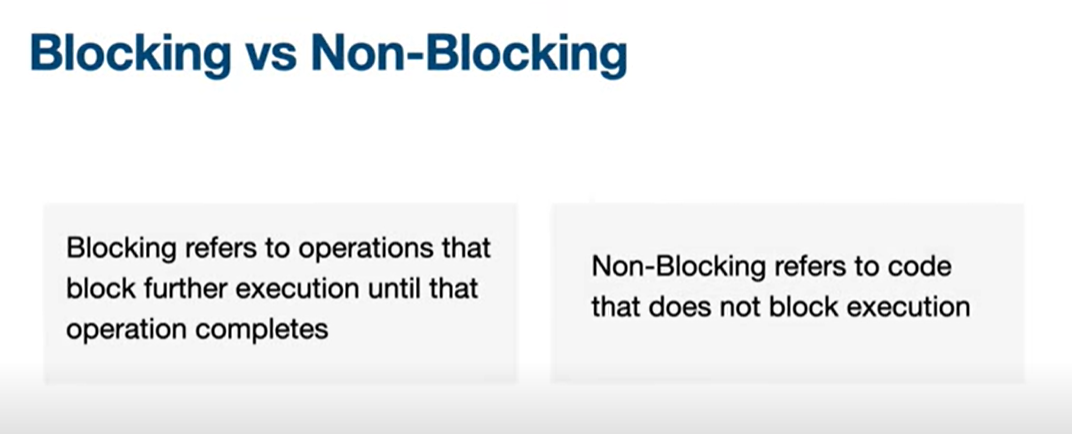 Blocking vs Non-Blocking
Blocking refers to operations that
block further execution until that
operation completes
Non-Blocking refers to code
that does not block execution